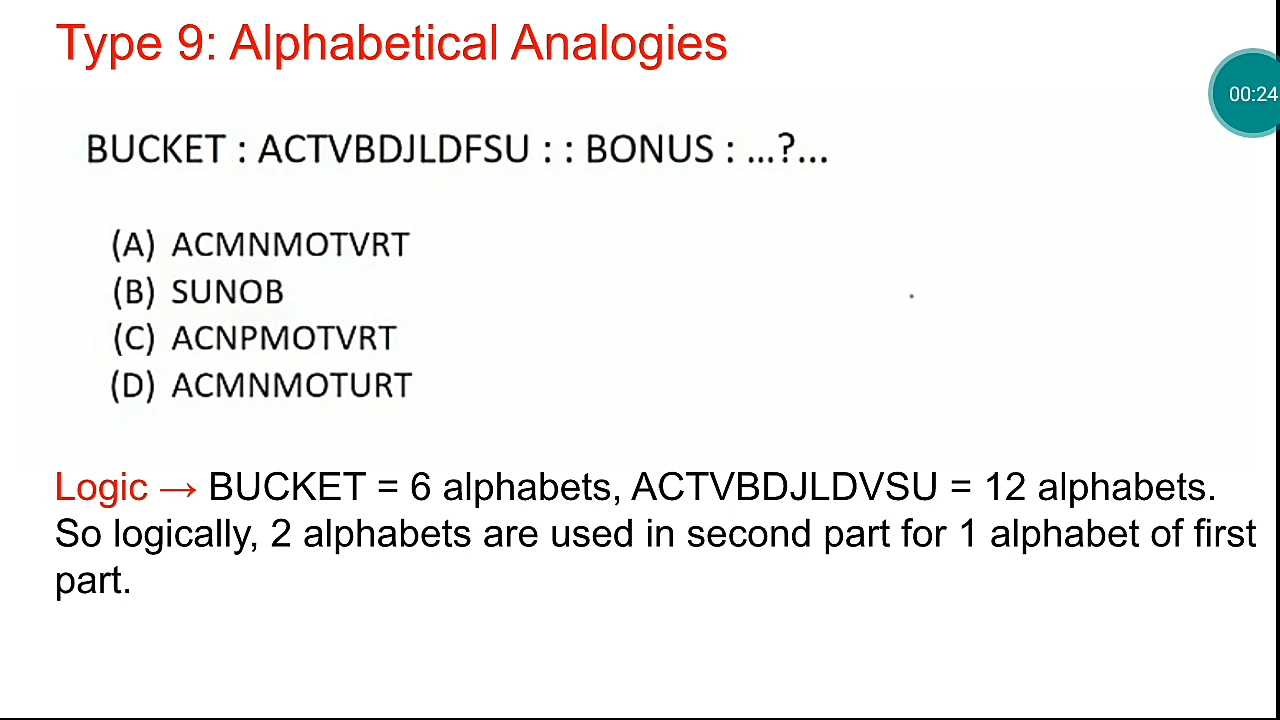 Type 9: Alphabetical Analogies
00:24
BUCKET : ACTVBDJLDFSU : : BONUS : ...?...
(A) ACMNMOTVRT
(B) SUNOB
(C) ACNPMOTVRT
(D) ACMNMOTURT
Logic → BUCKET = 6 alphabets, ACTVBDJLDVSU = 12 alphabets.
So logically, 2 alphabets are used in second part for 1 alphabet of first
part.